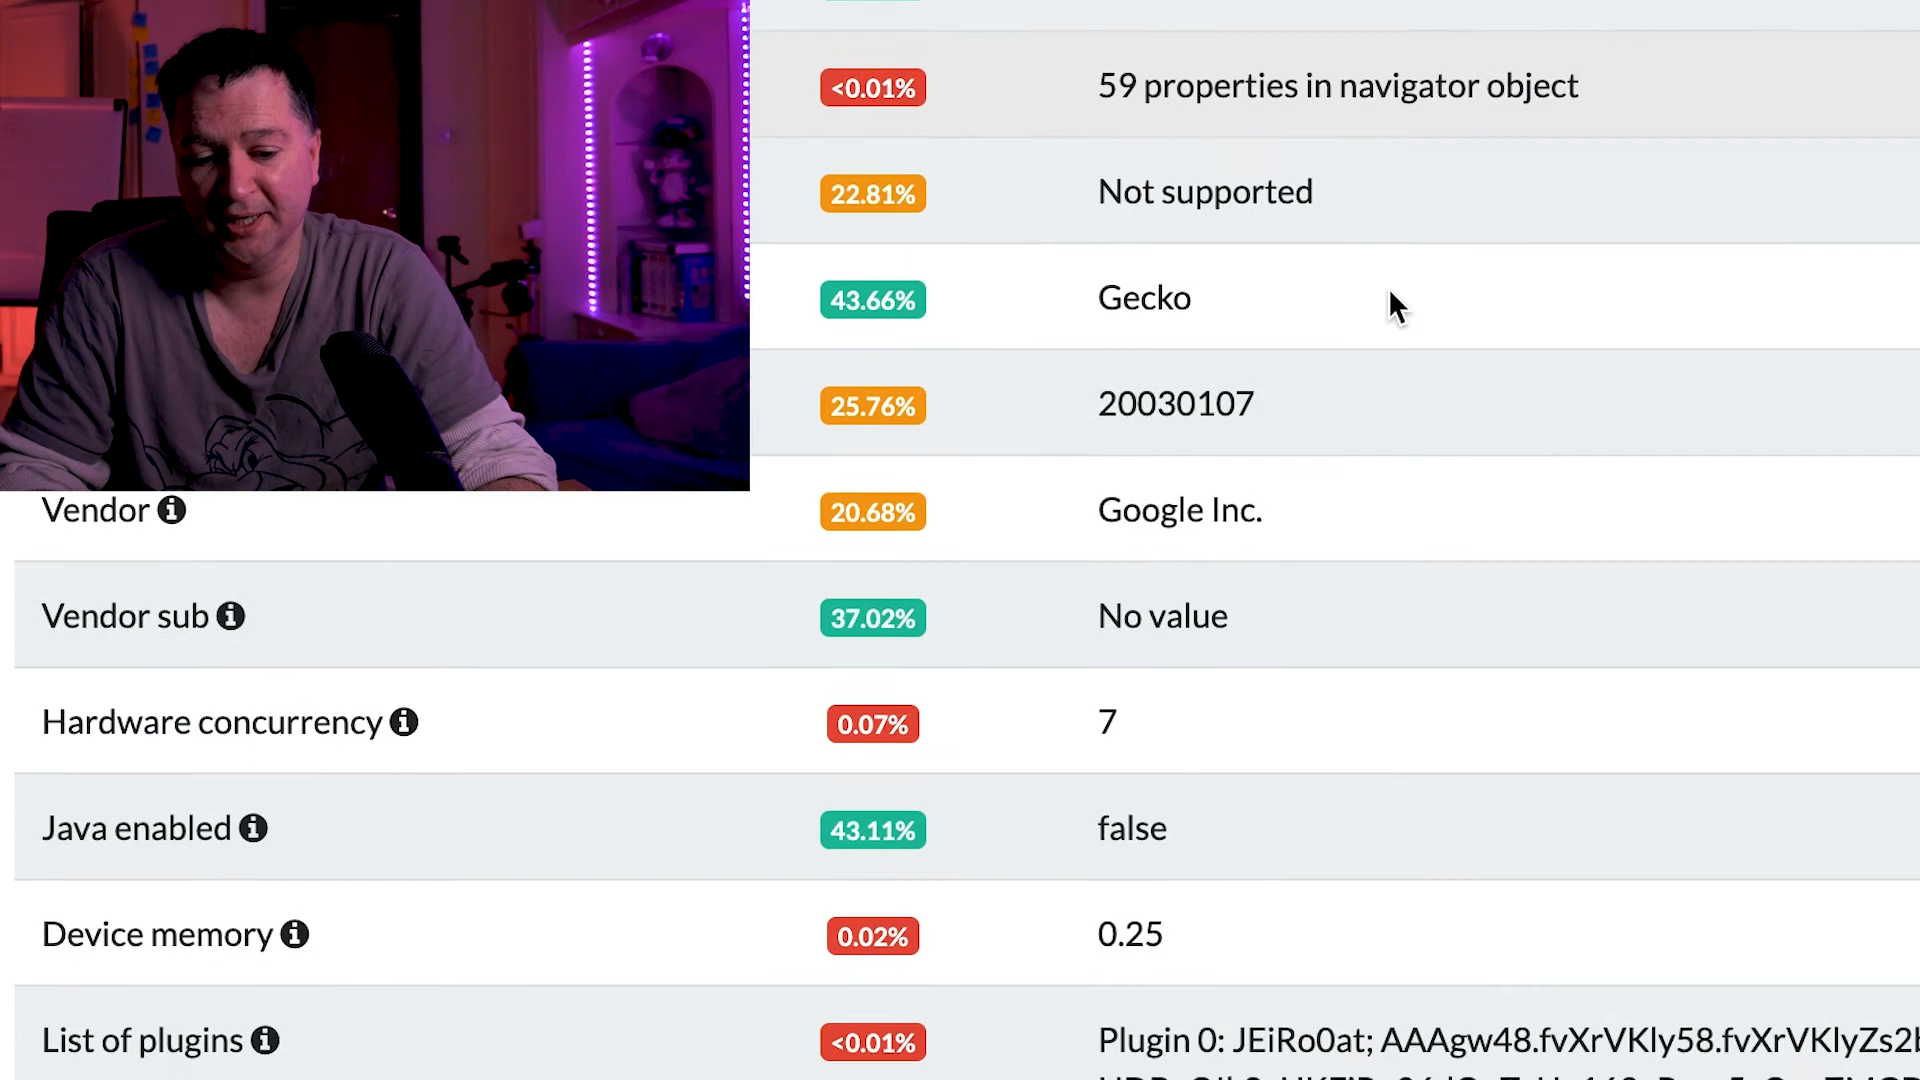 <0.01% 59 properties in navigator object
22.81% Not supported
43.66% Gecko
25.76% 20030107
Vendor 20.68% Google Inc.
Vendor sub 37.02% No value
Hardware concurrency 0.07% 7
Java enabled 43.11% false
Device memory 0.02% 0.25
List of plugins <0.01% Plugin 0: JEiRo0at; AAAgw48.fvXrVKly58.fvXrVKlyZs2b